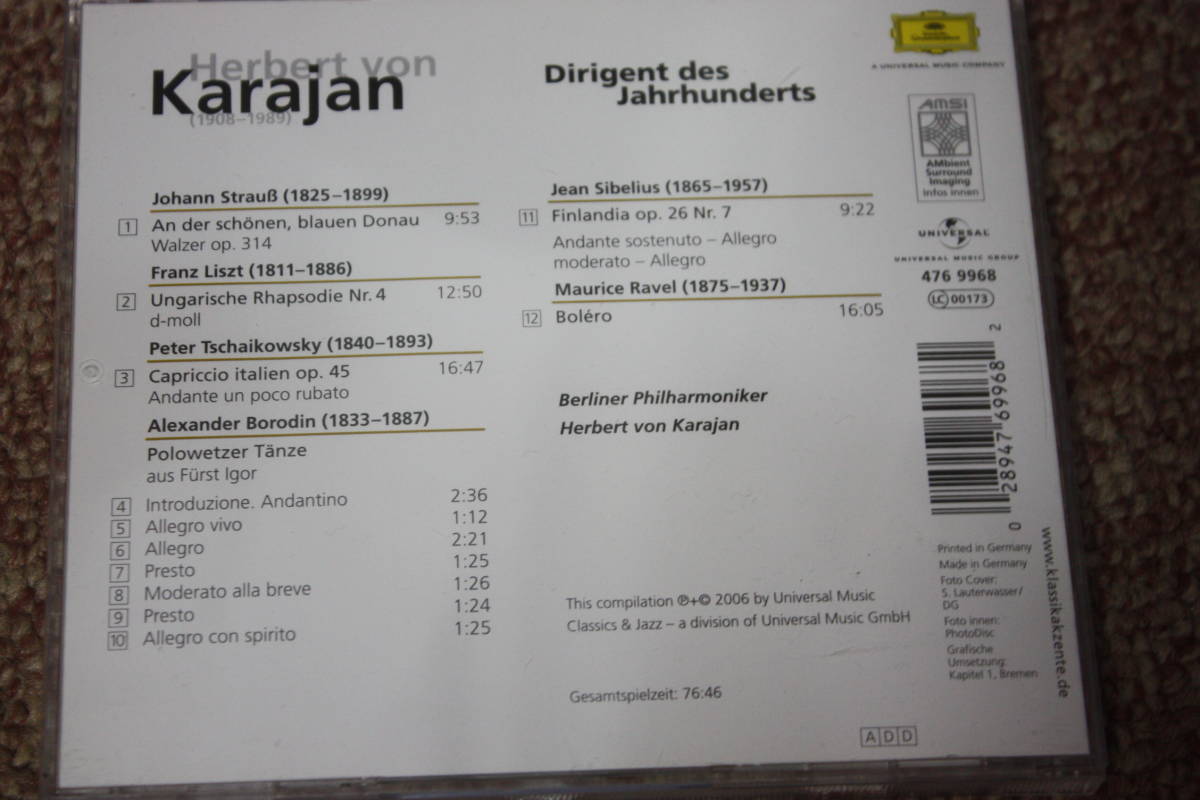 Herbert von
Karajan
(1908–1989)
Dirigent des
Jahrhunderts
Johann Strauß (1825–1899)
1 An der schönen, blauen Donau 9:53
Walzer op. 314
Franz Liszt (1811–1886)
2 Ungarische Rhapsodie Nr. 4 12:50
d-moll
Peter Tschaikowsky (1840–1893)
3 Capriccio italien op. 45 16:47
Andante un poco rubato
Alexander Borodin (1833–1887)
Polowetzer Tänze
aus Fürst Igor
4 Introduzione. Andantino 2:36
5 Allegro vivo 1:12
6 Allegro 2:21
7 Presto 1:25
8 Moderato alla breve 1:26
9 Presto 1:24
10 Allegro con spirito 1:25
Jean Sibelius (1865–1957)
11 Finlandia op. 26 Nr. 7 9:22
Andante sostenuto – Allegro
moderato – Allegro
Maurice Ravel (1875–1937)
12 Boléro 16:05
Berliner Philharmoniker
Herbert von Karajan
This compilation ℗+© 2006 by Universal Music
Classics & Jazz – a division of Universal Music GmbH
Gesamtspielzeit: 76:46
ADD
Deutsche
Grammophon
A UNIVERSAL MUSIC COMPANY
AMSI
AMbient
Surround
Imaging
Infos innen
UNIVERSAL
UNIVERSAL MUSIC GROUP
476 9968
LC 00173
0 28947 69968 2
Printed in Germany
Made in Germany
Foto Cover:
S. Lauterwasser/
DG
Foto innen:
PhotoDisc
Grafische
Umsetzung:
Kapitel 1, Bremen
www.klassikakzente.de